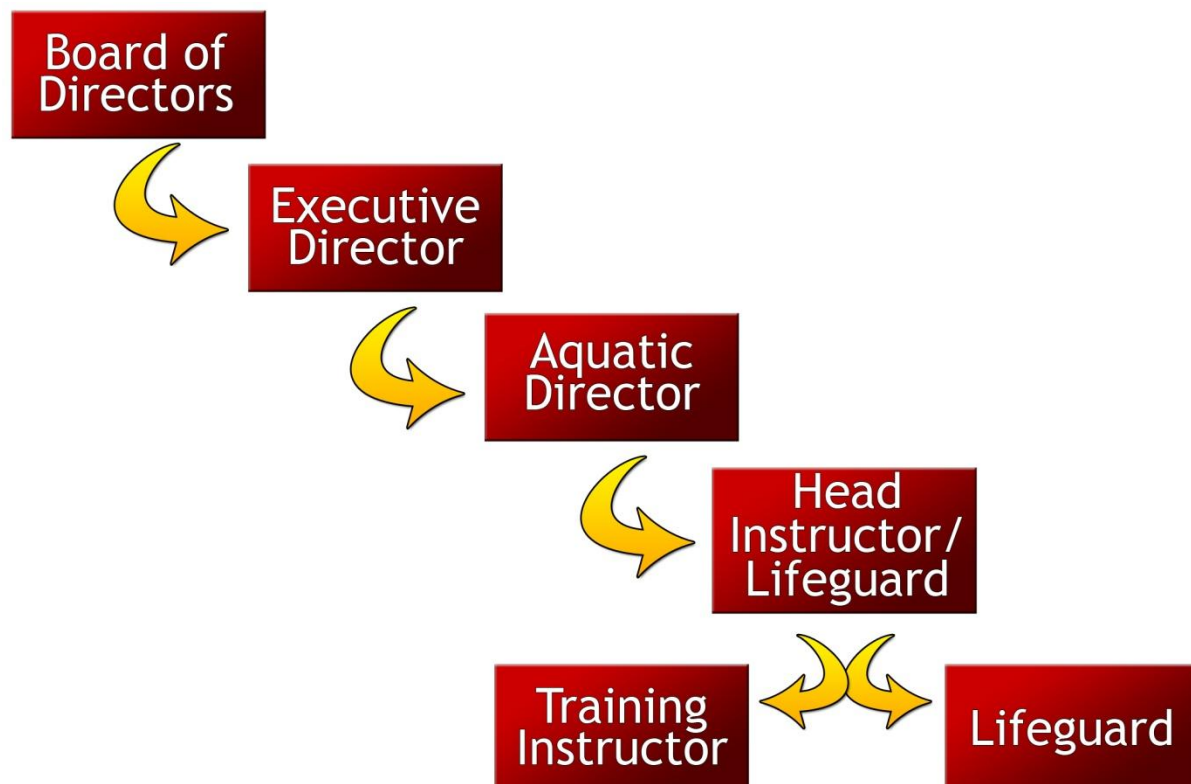 Board of
Directors
Executive
Director
Aquatic
Director
Head
Instructor/
Lifeguard
Training
Instructor
Lifeguard